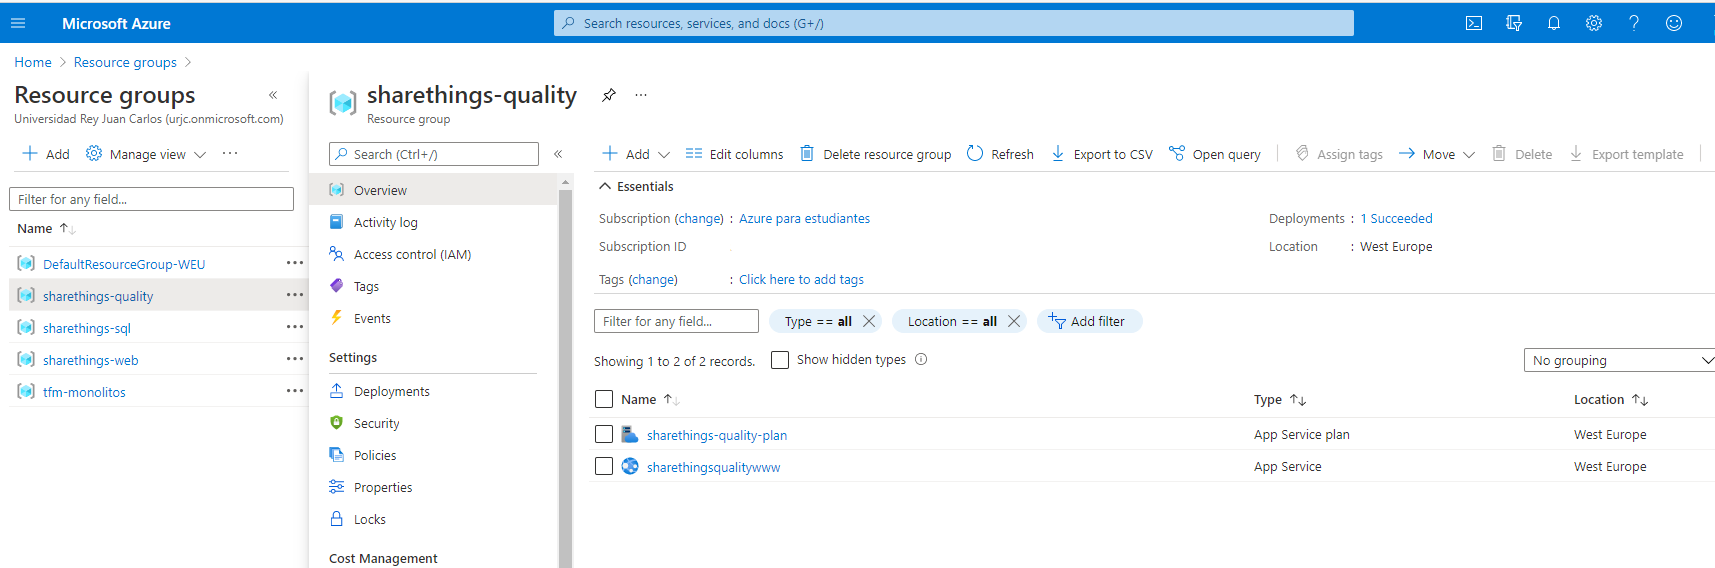 Microsoft Azure
Search resources, services, and docs (G+/)
Home > Resource groups >
Resource groups
Universidad Rey Juan Carlos (urjc.onmicrosoft.com)
Add
Manage view
Filter for any field...
Name
DefaultResourceGroup-WEU
sharethings-quality
sharethings-sql
sharethings-web
tfm-monolitos
sharethings-quality
Resource group
Search (Ctrl+/)
Overview
Activity log
Access control (IAM)
Tags
Events
Settings
Deployments
Security
Policies
Properties
Locks
Cost Management
Add
Edit columns
Delete resource group
Refresh
Export to CSV
Open query
Assign tags
Move
Delete
Export template
Essentials
Subscription (change) : Azure para estudiantes
Deployments : 1 Succeeded
Subscription ID
Location : West Europe
Tags (change) : Click here to add tags
Filter for any field...
Type == all
Location == all
Add filter
Showing 1 to 2 of 2 records.
Show hidden types
No grouping
Name Type Location
sharethings-quality-plan App Service plan West Europe
sharethingsqualitywww App Service West Europe